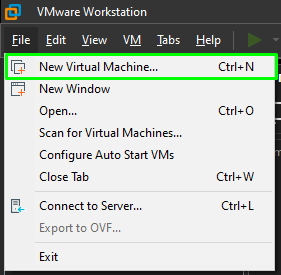 VMware Workstation
File Edit View VM Tabs Help
New Virtual Machine... Ctrl+N
New Window
Open... Ctrl+O
Scan for Virtual Machines...
Configure Auto Start VMs
Close Tab Ctrl+W
Connect to Server... Ctrl+L
Export to OVF...
Exit